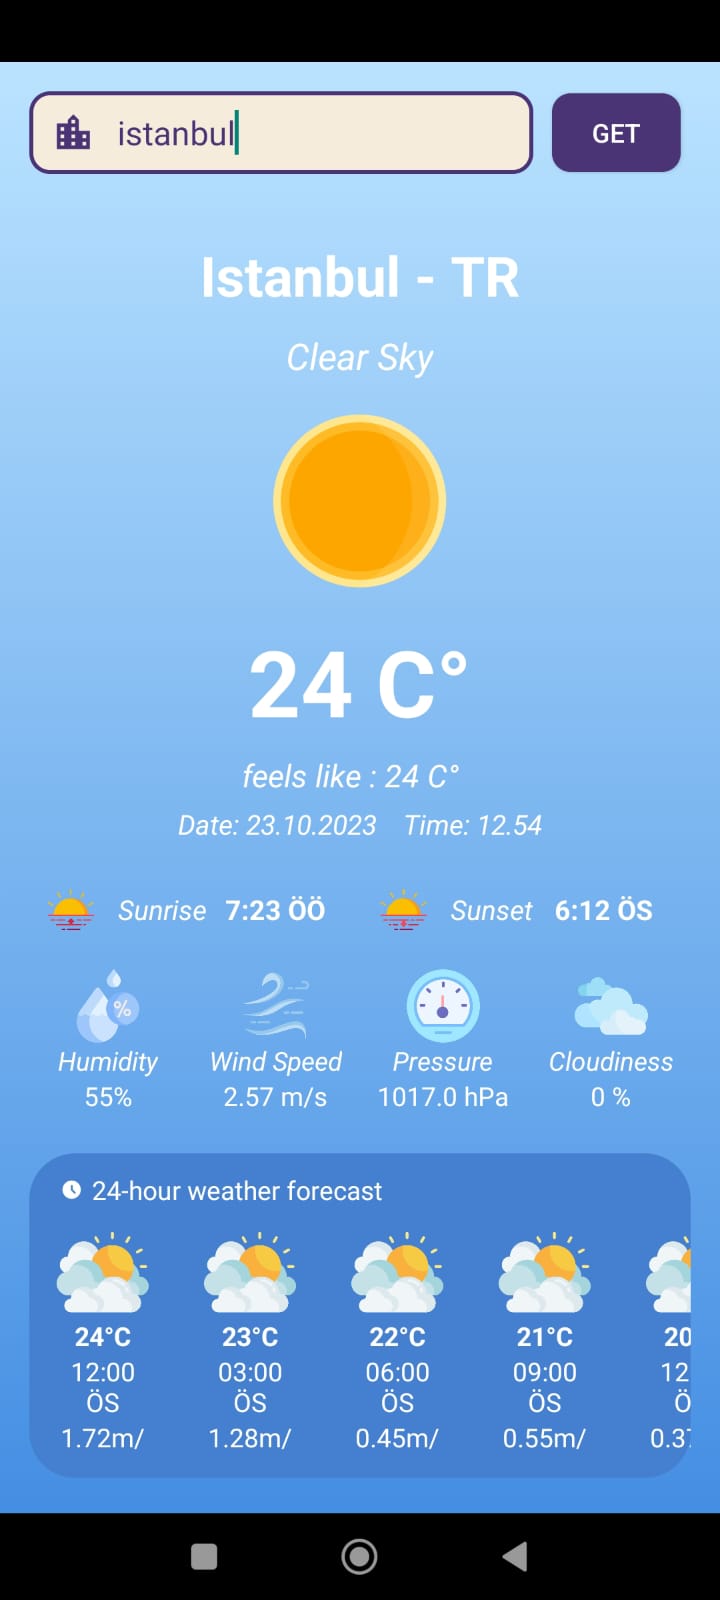 istanbul GET
Istanbul - TR
Clear Sky
24 C°
feels like : 24 C°
Date: 23.10.2023 Time: 12.54
Sunrise 7:23 ÖÖ Sunset 6:12 ÖS
%
Humidity Wind Speed Pressure Cloudiness
55% 2.57 m/s 1017.0 hPa 0 %
24-hour weather forecast
24°C 23°C 22°C 21°C 20
12:00 03:00 06:00 09:00 12
ÖS ÖS ÖS ÖS Ö
1.72m/ 1.28m/ 0.45m/ 0.55m/ 0.37